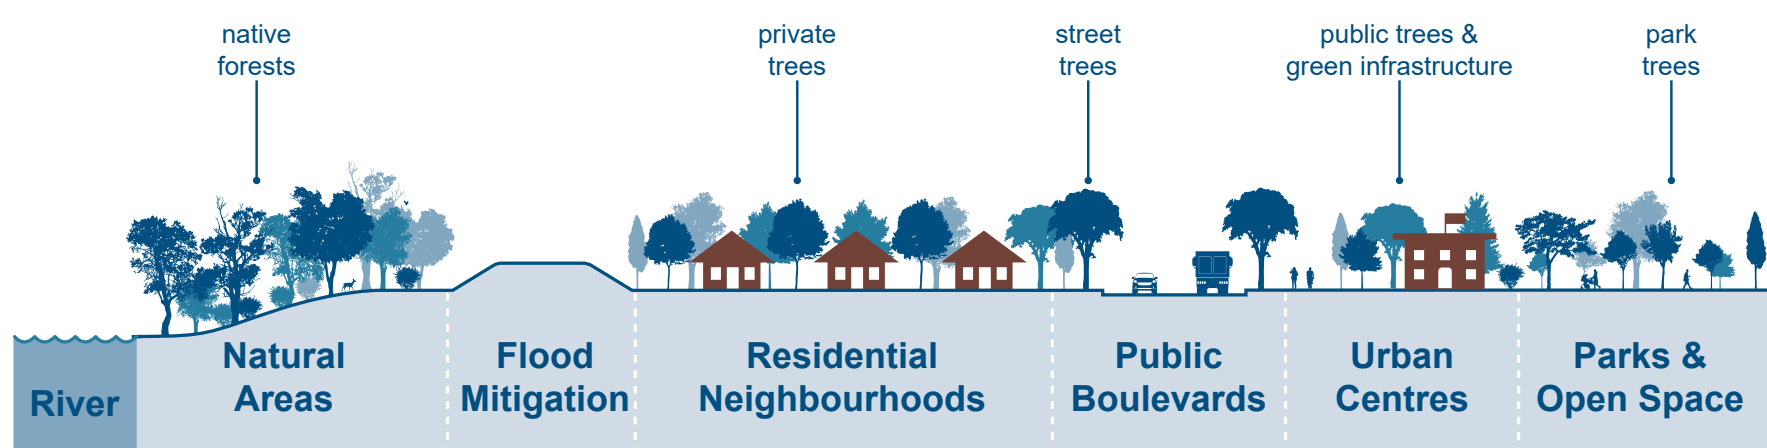 native
forests
private
trees
street
trees
public trees &
green infrastructure
park
trees
River
Natural
Areas
Flood
Mitigation
Residential
Neighbourhoods
Public
Boulevards
Urban
Centres
Parks &
Open Space